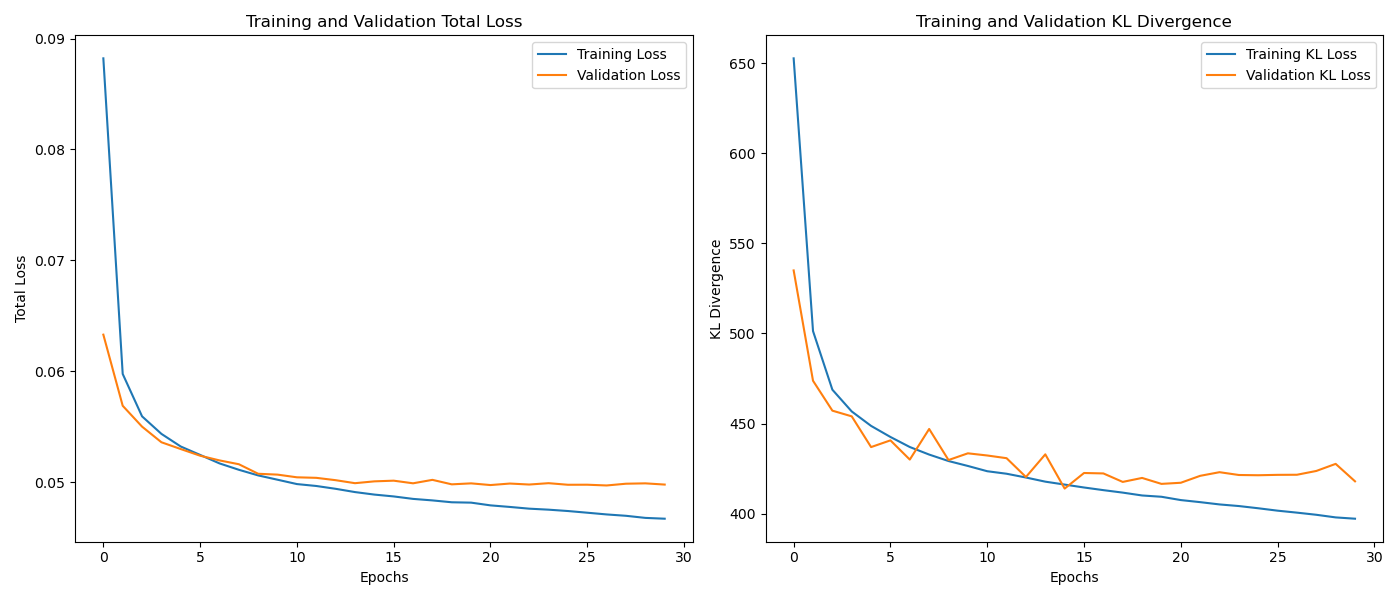 Training and Validation Total Loss
Training Loss
Validation Loss
0.09
0.08
0.07
0.06
0.05
Total Loss
0 5 10 15 20 25 30
Epochs
Training and Validation KL Divergence
Training KL Loss
Validation KL Loss
650
600
550
500
450
400
KL Divergence
0 5 10 15 20 25 30
Epochs